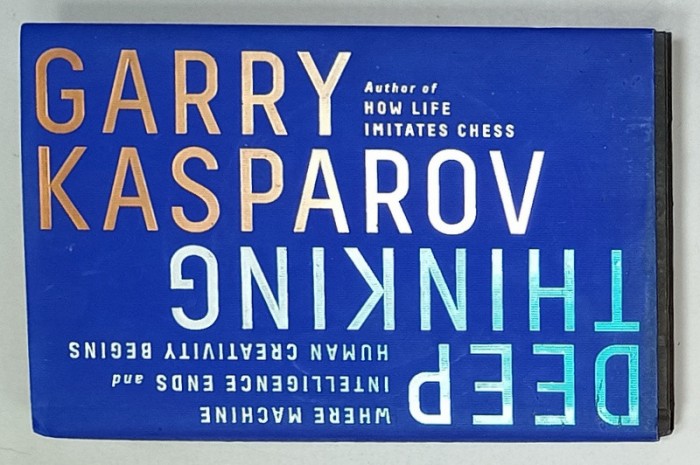 GARRY
Author of
HOW LIFE
IMITATES CHESS
KASPAROV
DEEP
THINKING
WHERE MACHINE
INTELLIGENCE ENDS and
HUMAN CREATIVITY BEGINS